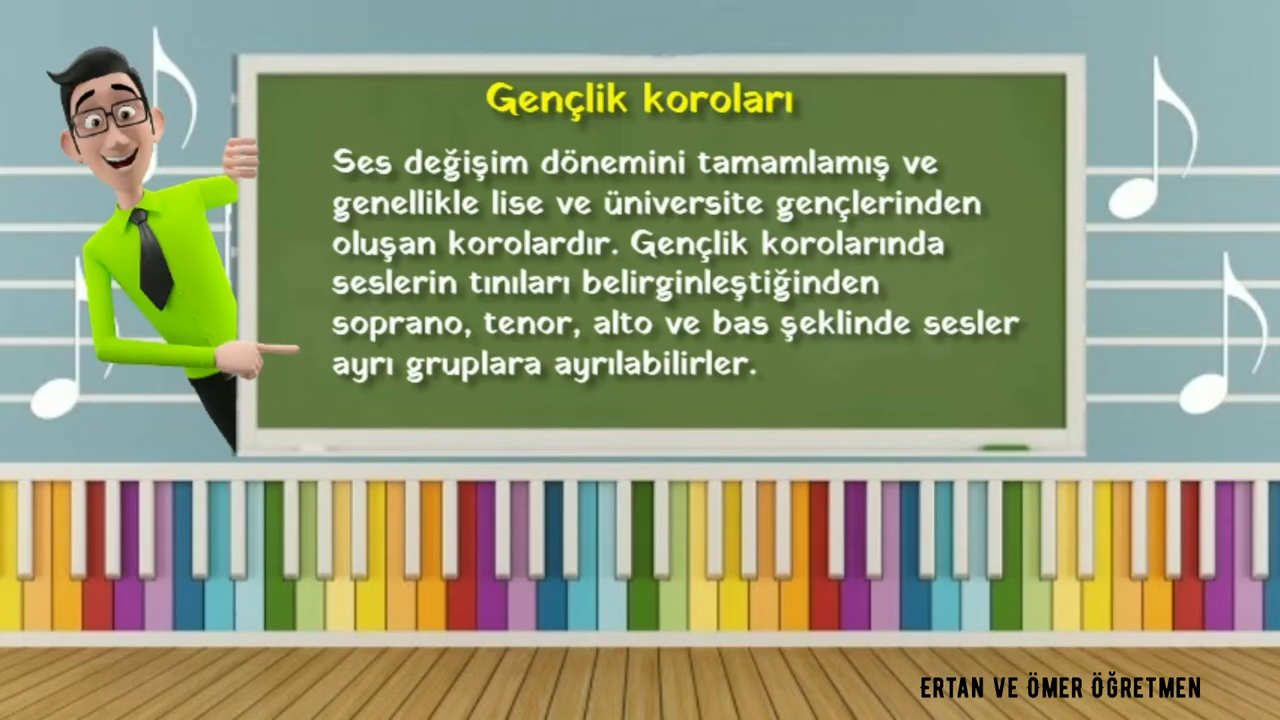 Gençlik koroları
Ses değişim dönemini tamamlamış ve
genellikle lise ve üniversite gençlerinden
oluşan korolardır. Gençlik korolarında
seslerin tınıları belirginleştiğinden
soprano, tenor, alto ve bas şeklinde sesler
ayrı gruplara ayrılabilirler.
ERTAN VE ÖMER ÖĞRETMEN